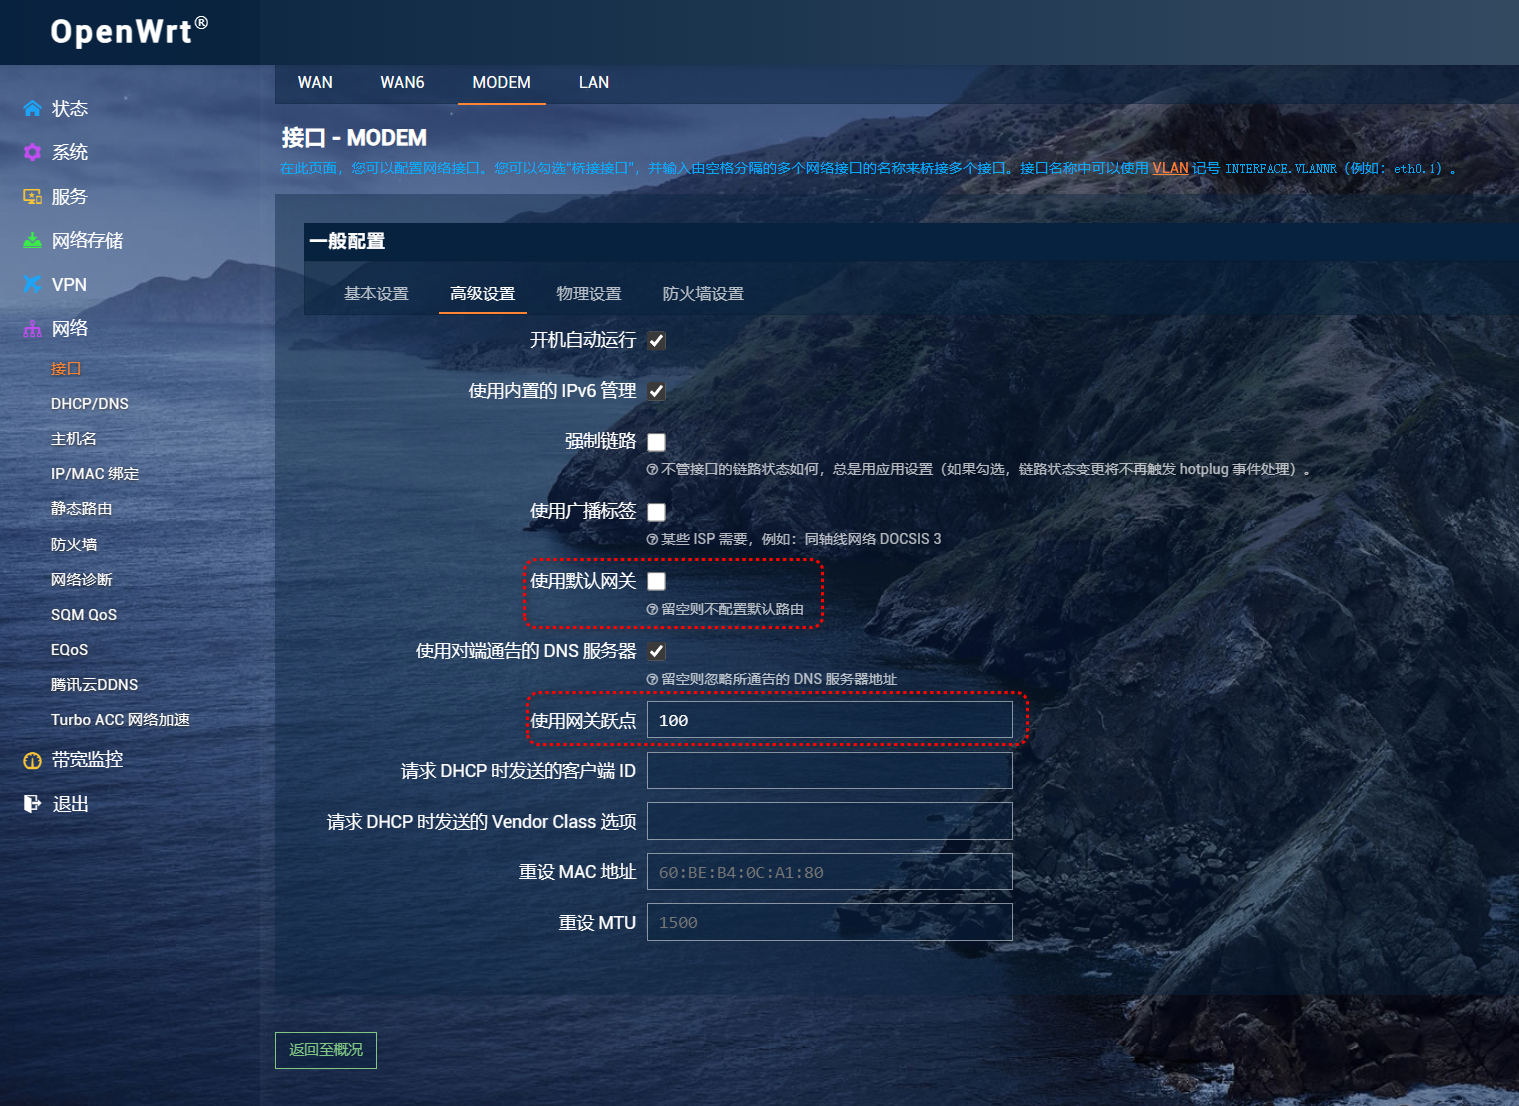 OpenWrt®
WAN WAN6 MODEM LAN
状态
系统
服务
网络存储
VPN
网络
接口
DHCP/DNS
主机名
IP/MAC 绑定
静态路由
防火墙
网络诊断
SQM QoS
EQoS
腾讯云DDNS
Turbo ACC 网络加速
带宽监控
退出
接口 - MODEM
在此页面，您可以配置网络接口。您可以勾选“桥接接口”，并输入由空格分隔的多个网络接口的名称来桥接多个接口。接口名称中可以使用 VLAN 记号 INTERFACE.VLANNR（例如：eth0.1）。
一般配置
基本设置 高级设置 物理设置 防火墙设置
开机自动运行
使用内置的 IPv6 管理
强制链路
不管接口的链路状态如何，总是用应用设置（如果勾选，链路状态变更将不再触发 hotplug 事件处理）。
使用广播标签
某些 ISP 需要，例如：同轴线网络 DOCSIS 3
使用默认网关
留空则不配置默认路由
使用对端通告的 DNS 服务器
留空则忽略所通告的 DNS 服务器地址
使用网关跃点 100
请求 DHCP 时发送的客户端 ID
请求 DHCP 时发送的 Vendor Class 选项
重设 MAC 地址 60:BE:B4:0C:A1:80
重设 MTU 1500
返回至概况